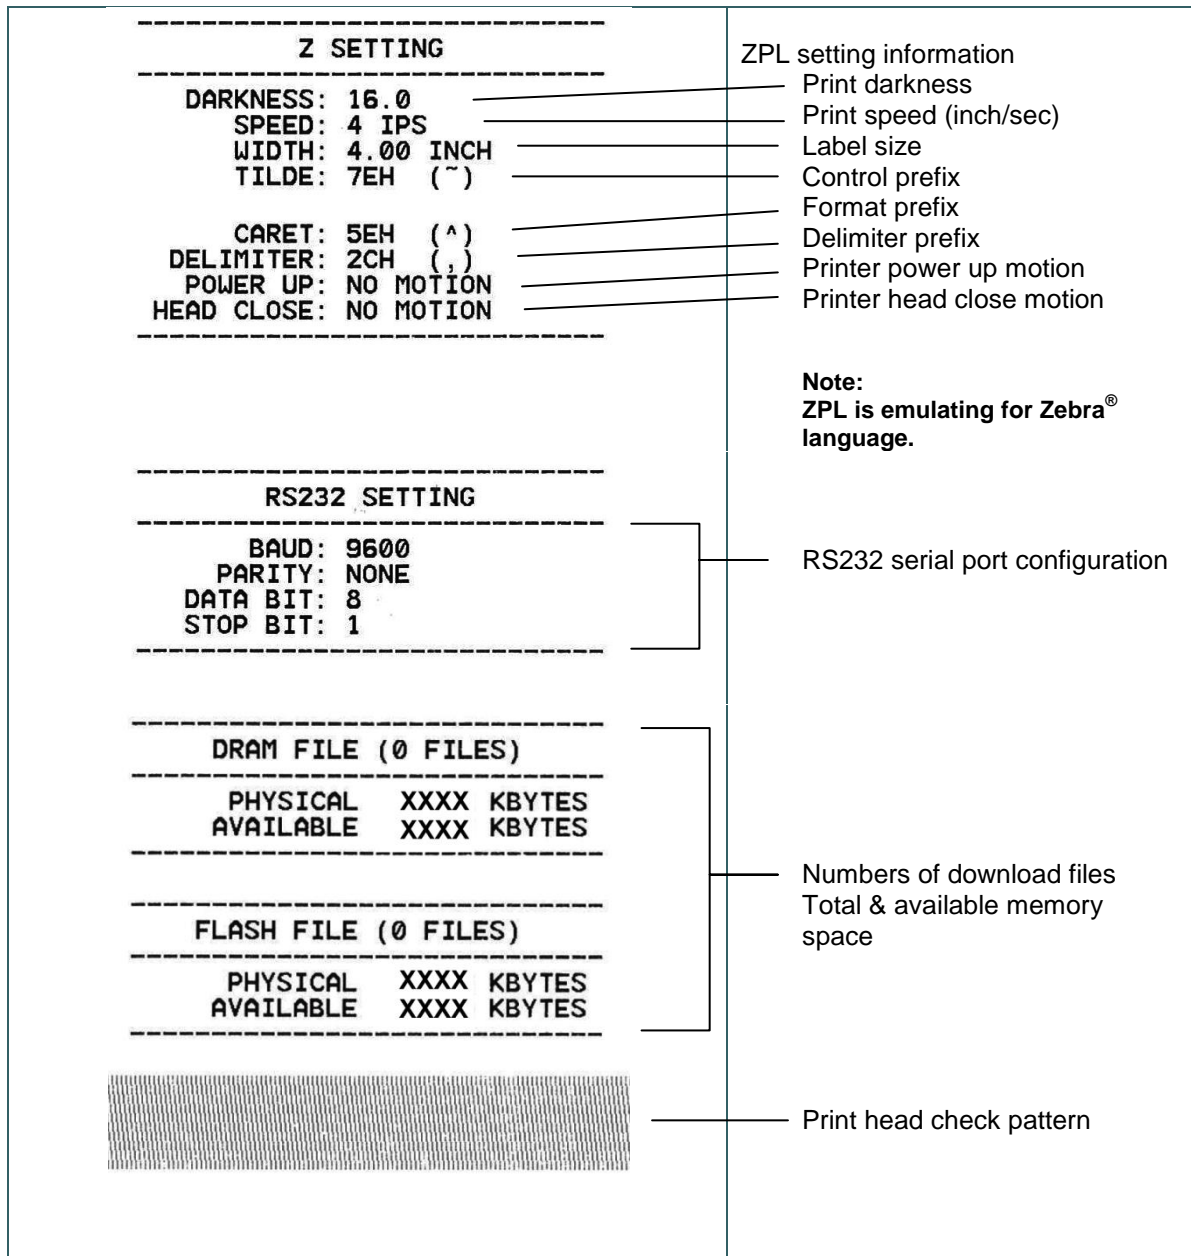 Z SETTING
DARKNESS: 16.0
SPEED: 4 IPS
WIDTH: 4.00 INCH
TILDE: 7EH (~)
CARET: 5EH (^)
DELIMITER: 2CH (,)
POWER UP: NO MOTION
HEAD CLOSE: NO MOTION
ZPL setting information
Print darkness
Print speed (inch/sec)
Label size
Control prefix
Format prefix
Delimiter prefix
Printer power up motion
Printer head close motion
Note:
ZPL is emulating for Zebra®
language.
RS232 SETTING
BAUD: 9600
PARITY: NONE
DATA BIT: 8
STOP BIT: 1
RS232 serial port configuration
DRAM FILE (0 FILES)
PHYSICAL XXXX KBYTES
AVAILABLE XXXX KBYTES
FLASH FILE (0 FILES)
PHYSICAL XXXX KBYTES
AVAILABLE XXXX KBYTES
Numbers of download files
Total & available memory
space
Print head check pattern